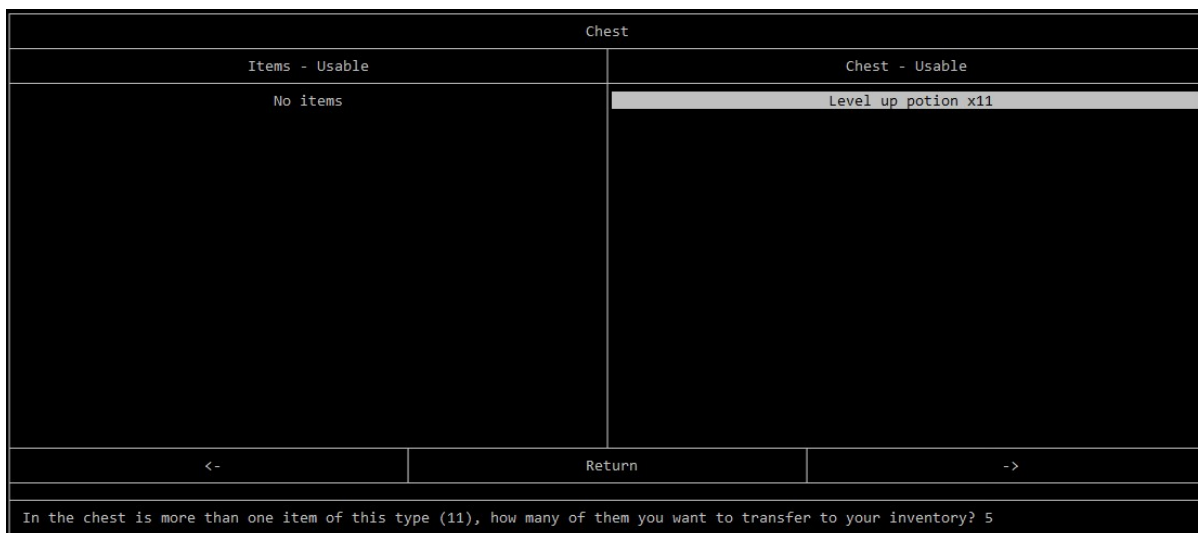 Chest
Items - Usable
Chest - Usable
No items
Level up potion x11
<-
Return
->
In the chest is more than one item of this type (11), how many of them you want to transfer to your inventory? 5